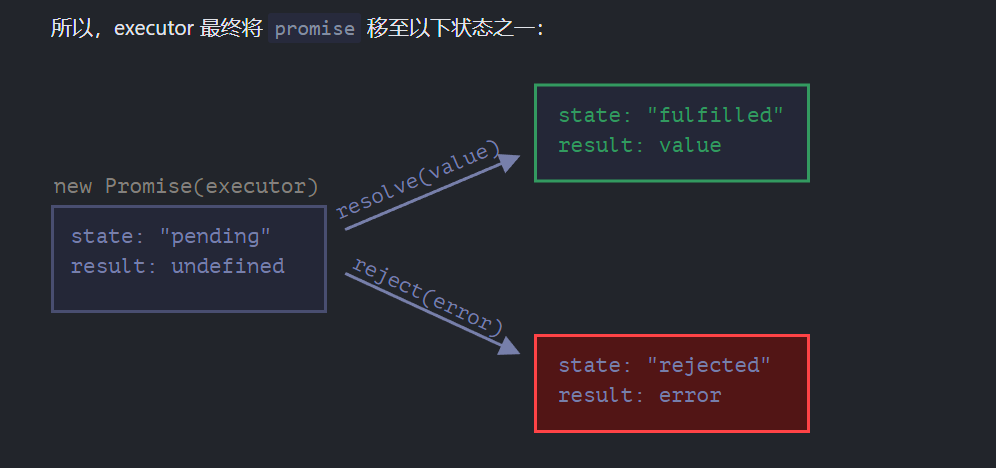 所以，executor 最终将 promise 移至以下状态之一：
new Promise(executor)
state: "pending"
result: undefined
resolve(value)
reject(error)
state: "fulfilled"
result: value
state: "rejected"
result: error